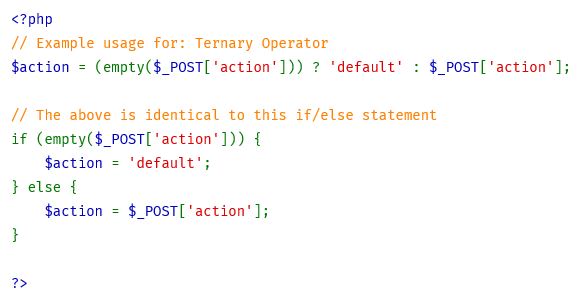 <?php
// Example usage for: Ternary Operator
$action = (empty($_POST['action'])) ? 'default' : $_POST['action'];

// The above is identical to this if/else statement
if (empty($_POST['action'])) {
    $action = 'default';
} else {
    $action = $_POST['action'];
}

?>